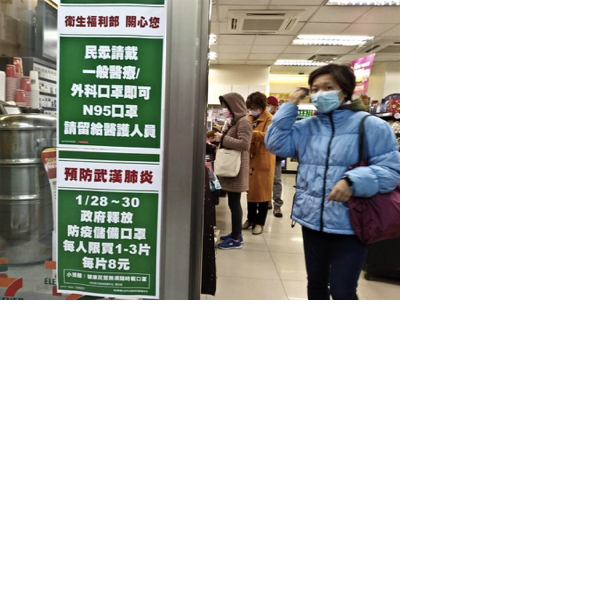 衛生福利部 關心您
民眾請戴
一般醫療/
外科口罩即可
N95口罩
請留給醫護人員
預防武漢肺炎
1/28~30
政府釋放
防疫儲備口罩
每人限買1-3片
每片8元